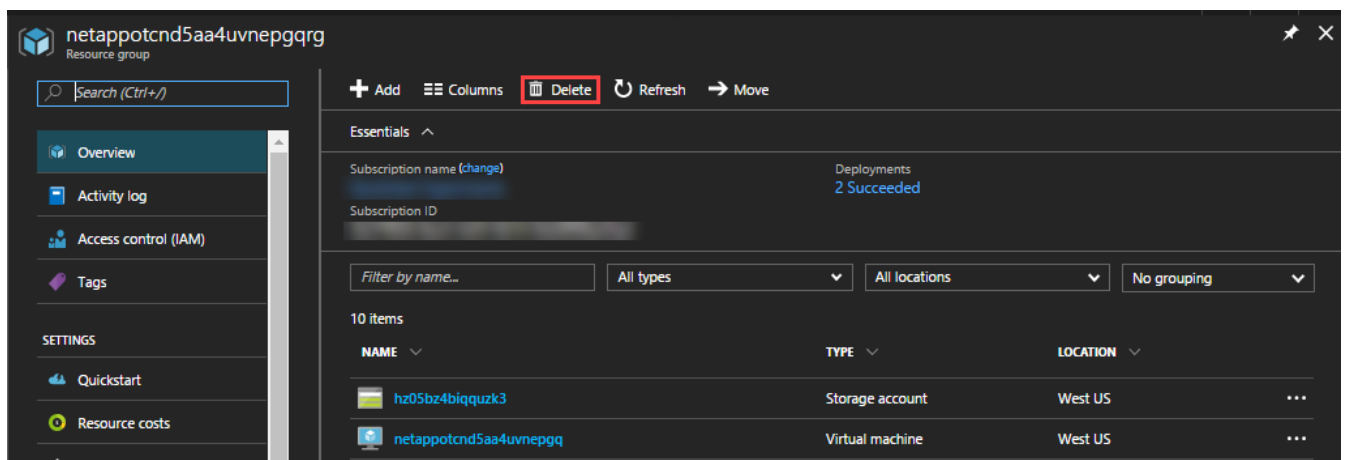 netappotcnd5aa4uvnepgqrg
Resource group
Search (Ctrl+/)
Add Columns Delete Refresh Move
Essentials
Overview
Subscription name (change)
Deployments
2 Succeeded
Activity log
Subscription ID
Access control (IAM)
Tags
Filter by name... All types All locations No grouping
10 items
SETTINGS
NAME TYPE LOCATION
Quickstart
hz05bz4biqquzk3 Storage account West US ...
Resource costs
netappotcnd5aa4uvnepgq Virtual machine West US ...